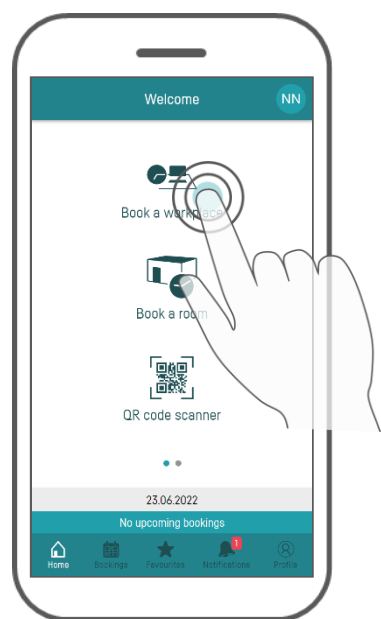 Welcome
NN
Book a workplace
Book a room
QR code scanner
23.06.2022
No upcoming bookings
1
Home
Bookings
Favourites
Notifications
Profile